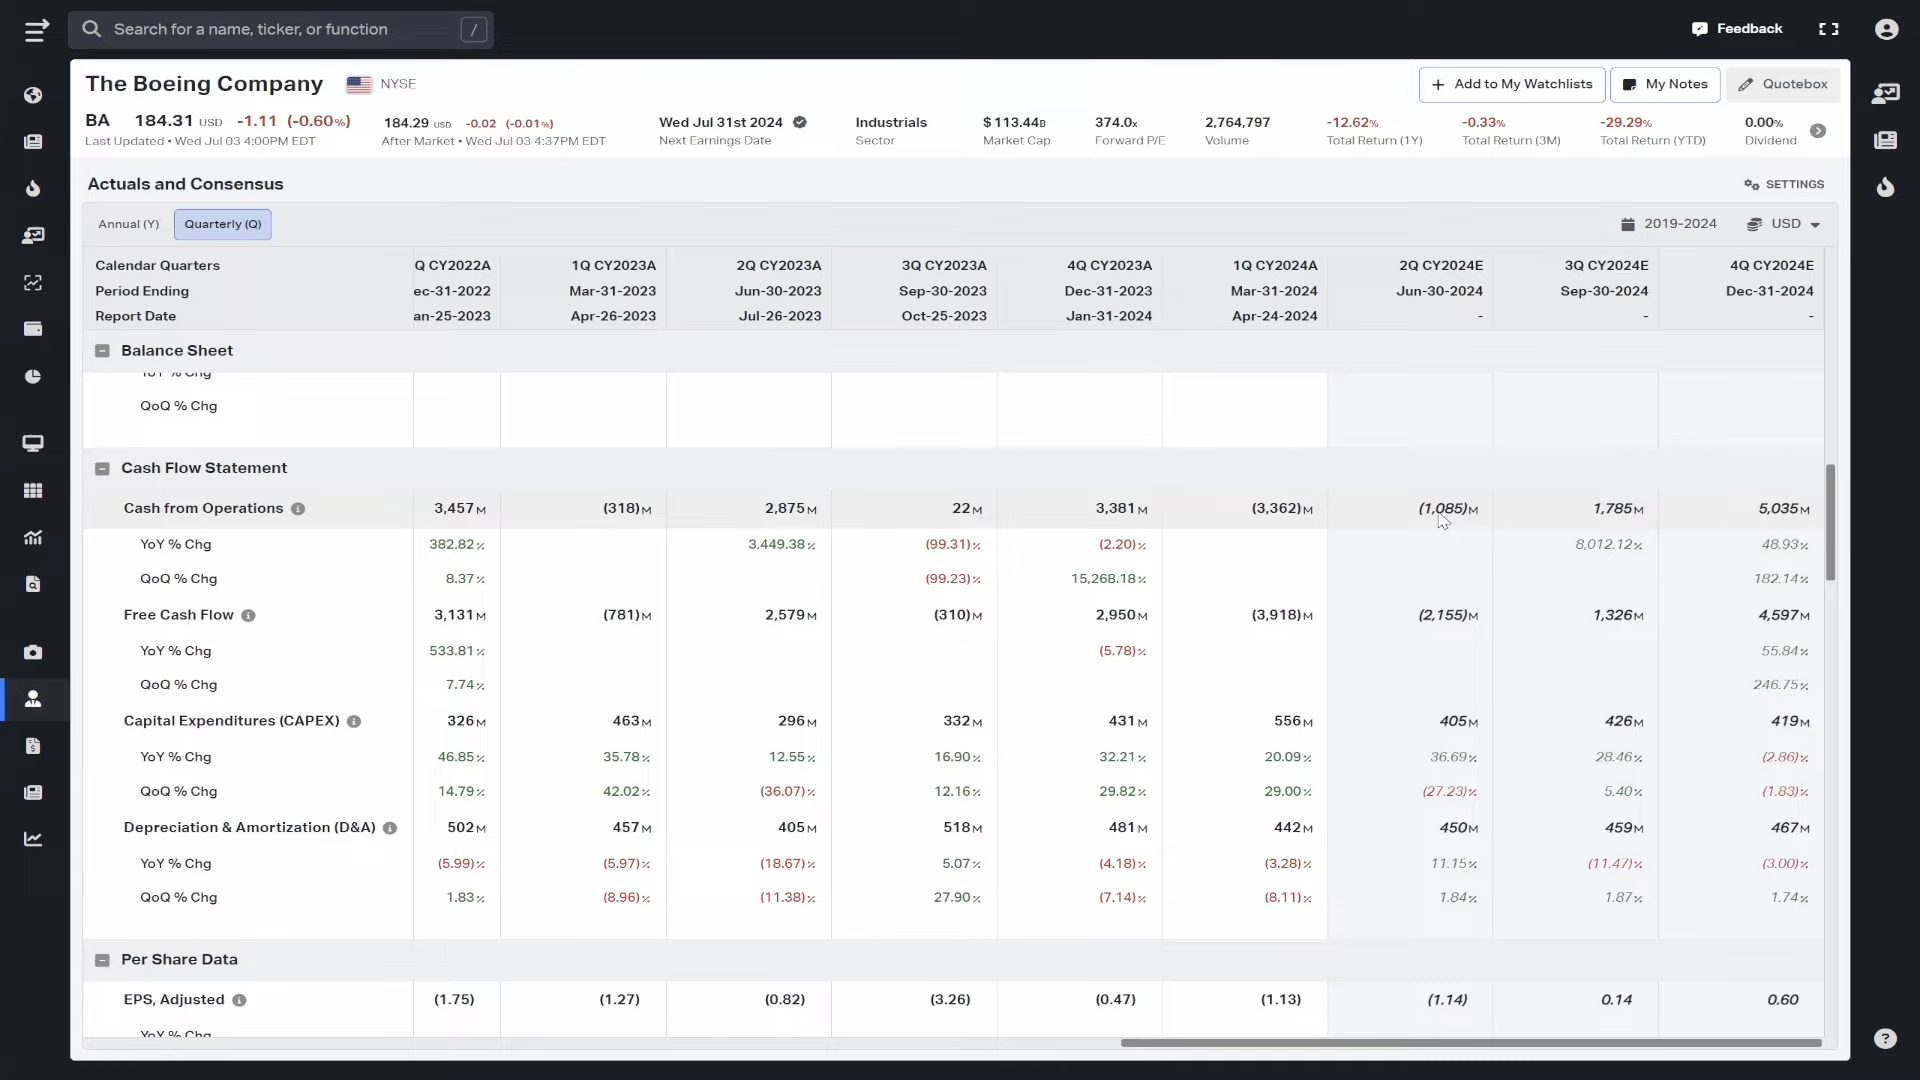 Search for a name, ticker, or function /
Feedback
The Boeing Company NYSE
+ Add to My Watchlists My Notes Quotebox
BA 184.31 USD -1.11 (-0.60%) 184.29 USD -0.02 (-0.01%) Wed Jul 31st 2024 Industrials $113.44B 374.0x 2,764,797 -12.62% -0.33% -29.29% 0.00%
Last Updated • Wed Jul 03 4:00PM EDT After Market • Wed Jul 03 4:37PM EDT Next Earnings Date Sector Market Cap Forward P/E Volume Total Return (1Y) Total Return (3M) Total Return (YTD) Dividend
Actuals and Consensus SETTINGS
Annual (Y) Quarterly (Q) 2019-2024 USD
Calendar Quarters Q CY2022A 1Q CY2023A 2Q CY2023A 3Q CY2023A 4Q CY2023A 1Q CY2024A 2Q CY2024E 3Q CY2024E 4Q CY2024E
Period Ending ec-31-2022 Mar-31-2023 Jun-30-2023 Sep-30-2023 Dec-31-2023 Mar-31-2024 Jun-30-2024 Sep-30-2024 Dec-31-2024
Report Date an-25-2023 Apr-26-2023 Jul-26-2023 Oct-25-2023 Jan-31-2024 Apr-24-2024 - - -
Balance Sheet
YoY % Chg
QoQ % Chg
Cash Flow Statement
Cash from Operations 3,457M (318)M 2,875M 22M 3,381M (3,362)M (1,085)M 1,785M 5,035M
YoY % Chg 382.82% 3,449.38% (99.31)% (2.20)% 8,012.12% 48.93%
QoQ % Chg 8.37% (99.23)% 15,268.18% 182.14%
Free Cash Flow 3,131M (781)M 2,579M (310)M 2,950M (3,918)M (2,155)M 1,326M 4,597M
YoY % Chg 533.81% (5.78)% 55.84%
QoQ % Chg 7.74% 246.75%
Capital Expenditures (CAPEX) 326M 463M 296M 332M 431M 556M 405M 426M 419M
YoY % Chg 46.85% 35.78% 12.55% 16.90% 32.21% 20.09% 36.69% 28.46% (2.86)%
QoQ % Chg 14.79% 42.02% (36.07)% 12.16% 29.82% 29.00% (27.23)% 5.40% (1.83)%
Depreciation & Amortization (D&A) 502M 457M 405M 518M 481M 442M 450M 459M 467M
YoY % Chg (5.99)% (5.97)% (18.67)% 5.07% (4.18)% (3.28)% 11.15% (11.47)% (3.00)%
QoQ % Chg 1.83% (8.96)% (11.38)% 27.90% (7.14)% (8.11)% 1.84% 1.87% 1.74%
Per Share Data
EPS, Adjusted (1.75) (1.27) (0.82) (3.26) (0.47) (1.13) (1.14) 0.14 0.60
YoY % Chg